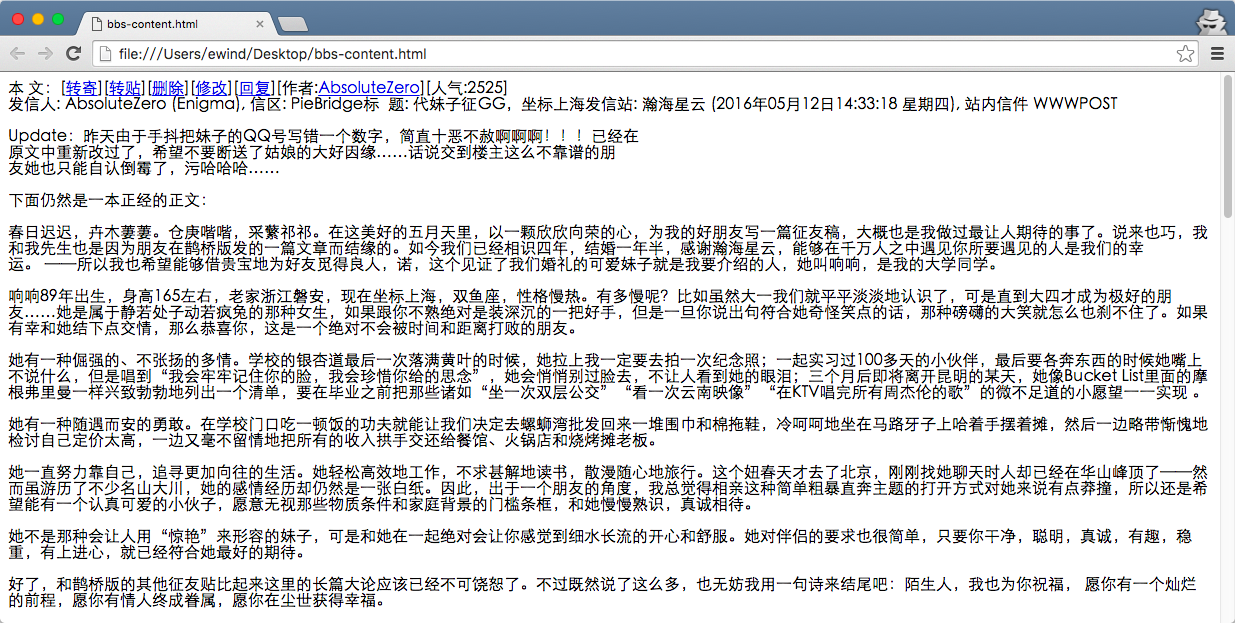 bbs-content.html
file:///Users/ewind/Desktop/bbs-content.html
本 文: [转寄][转贴][删除][修改][回复][作者:AbsoluteZero][人气:2525]
发信人: AbsoluteZero (Enigma), 信区: PieBridge标  题: 代妹子征GG，坐标上海发信站: 瀚海星云 (2016年05月12日14:33:18 星期四), 站内信件 WWWPOST
Update：昨天由于手抖把妹子的QQ号写错一个数字，简直十恶不赦啊啊啊！！！已经在
原文中重新改过了，希望不要断送了姑娘的大好因缘……话说交到楼主这么不靠谱的朋
友她也只能自认倒霉了，污哈哈哈……
下面仍然是一本正经的正文：
春日迟迟，卉木萋萋。仓庚喈喈，采蘩祁祁。在这美好的五月天里，以一颗欣欣向荣的心，为我的好朋友写一篇征友稿，大概也是我做过最让人期待的事了。说来也巧，我
和我先生也是因为朋友在鹊桥版发的一篇文章而结缘的。如今我们已经相识四年，结婚一年半，感谢瀚海星云，能够在千万人之中遇见你所要遇见的人是我们的幸
运。 ——所以我也希望能够借贵宝地为好友觅得良人，诺，这个见证了我们婚礼的可爱妹子就是我要介绍的人，她叫响响，是我的大学同学。
响响89年出生，身高165左右，老家浙江磐安，现在坐标上海，双鱼座，性格慢热。有多慢呢？比如虽然大一我们就平平淡淡地认识了，可是直到大四才成为极好的朋
友……她是属于静若处子动若疯兔的那种女生，如果跟你不熟绝对是装深沉的一把好手，但是一旦你说出句符合她奇怪笑点的话，那种磅礴的大笑就怎么也刹不住了。如果
有幸和她结下点交情，那么恭喜你，这是一个绝对不会被时间和距离打败的朋友。
她有一种倔强的、不张扬的多情。学校的银杏道最后一次落满黄叶的时候，她拉上我一定要去拍一次纪念照；一起实习过100多天的小伙伴，最后要各奔东西的时候她嘴上
不说什么，但是唱到“我会牢牢记住你的脸，我会珍惜你给的思念”，她会悄悄别过脸去，不让人看到她的眼泪；三个月后即将离开昆明的某天，她像Bucket List里面的摩
根弗里曼一样兴致勃勃地列出一个清单，要在毕业之前把那些诸如“坐一次双层公交”“看一次云南映像”“在KTV唱完所有周杰伦的歌”的微不足道的小愿望一一实现 。
她有一种随遇而安的勇敢。在学校门口吃一顿饭的功夫就能让我们决定去螺蛳湾批发回来一堆围巾和棉拖鞋，冷呵呵地坐在马路牙子上哈着手摆着摊，然后一边略带惭愧地
检讨自己定价太高，一边又毫不留情地把所有的收入拱手交还给餐馆、火锅店和烧烤摊老板。
她一直努力靠自己，追寻更加向往的生活。她轻松高效地工作，不求甚解地读书，散漫随心地旅行。这个妞春天才去了北京，刚刚找她聊天时人却已经在华山峰顶了——然
而虽游历了不少名山大川，她的感情经历却仍然是一张白纸。因此，出于一个朋友的角度，我总觉得相亲这种简单粗暴直奔主题的打开方式对她来说有点莽撞，所以还是希
望能有一个认真可爱的小伙子，愿意无视那些物质条件和家庭背景的门槛条框，和她慢慢熟识，真诚相待。
她不是那种会让人用“惊艳”来形容的妹子，可是和她在一起绝对会让你感觉到细水长流的开心和舒服。她对伴侣的要求也很简单，只要你干净，聪明，真诚，有趣，稳
重，有上进心，就已经符合她最好的期待。
好了，和鹊桥版的其他征友贴比起来这里的长篇大论应该已经不可饶恕了。不过既然说了这么多，也无妨我用一句诗来结尾吧：陌生人，我也为你祝福， 愿你有一个灿烂
的前程，愿你有情人终成眷属，愿你在尘世获得幸福。